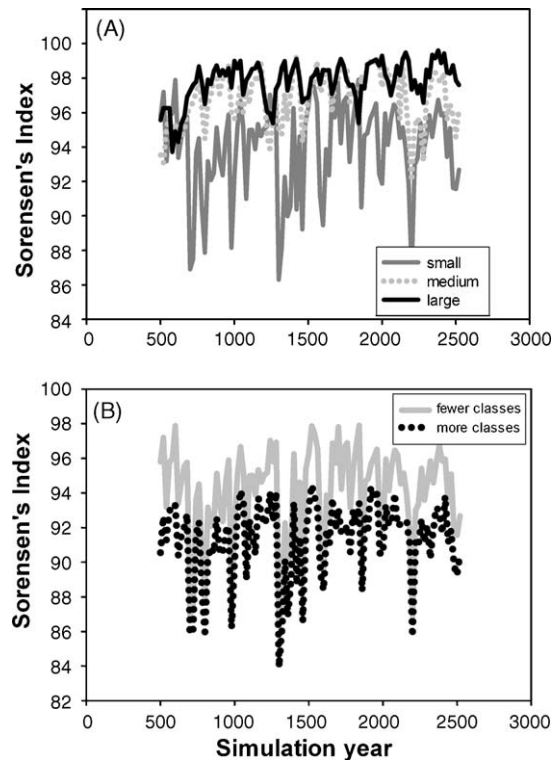 (A)
100
98
96
94
92
90
88
86
84
Sorensen's Index
small
medium
large
0 500 1000 1500 2000 2500 3000
(B)
100
98
96
94
92
90
88
86
84
82
Sorensen's Index
fewer classes
more classes
0 500 1000 1500 2000 2500 3000
Simulation year